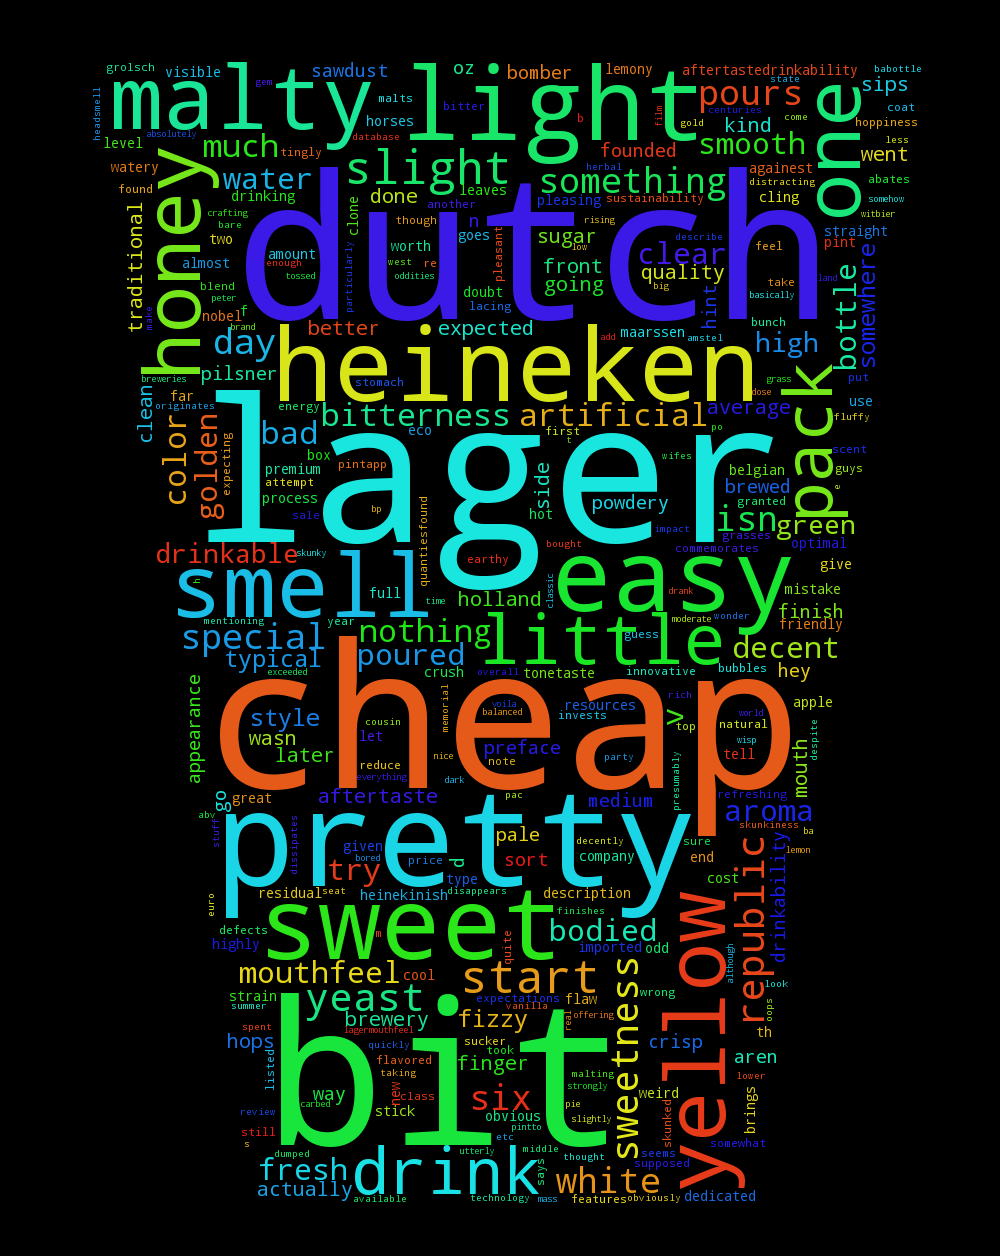 grolsch
visible
sawdust
oz
bomber
lemony
aftertastedrinkability
state
babottle
sips
headsmell
malty
gem
malts
light
bitter
film
pours
coat
horses
database
b
gold
centuries
come
kind
hoppiness
one
absolutely
level
honey
much
tingly
slight
founded
smooth
less
went
watery
water
done
leaves
herbal
something
againest
distracting
abates
found
drinking
clone
another
pleasing
sustainability
cling
somehow
traditional
crafting
bare
though
n
rising
witbier
two
dutch
worth
goes
pleasant
sugar
low
describe
clear
feel
straight
pint
almost
amount
enough
particularly
west
re
front
quality
land
somewhere
blend
tossed
oddities
doubt
going
big
basically
take
peter
f
nobel
lacing
hint
bunch
bottle
make
brand
better
expected
maarssen
amstel
add
high
day
heineken
pilsner
stomach
grass
put
breweries
clean
far
originates
energy
lager
dose
pack
use
fluffy
color
golden
bitterness
artificial
average
bad
eco
first
t
po
expecting
box
premium
pintapp
wifes
scent
guys
attempt
side
belgian
process
hot
powdery
brewed
e
granted
sale
bp
quantiesfound
impact
isn
green
grasses
drinkable
skunky
earthy
bought
commemorates
optimal
smell
classic
easy
give
h
full
time
holland
drank
mistake
mentioning
year
little
moderate
wonder
finish
special
nothing
guess
friendly
typical
poured
decent
exceeded
crush
overall
tonetaste
innovative
bubbles
hey
appearance
cheap
memorial
voila
resources
rich
apple
style
cousin
balanced
invests
v
top
natural
world
despite
wasn
let
preface
wisp
later
reduce
nice
note
party
tell
mouth
everything
dark
presumably
go
great
aftertaste
pac
medium
refreshing
aroma
abv
stuff
pretty
pale
decently
skunkiness
ba
dissipates
given
bored
price
d
sort
company
sure
end
lemon
try
type
republic
drinkability
euro
residual
seat
heinekinish
disappears
description
cost
sweet
finishes
yellow
defects
highly
m
quite
bodied
imported
odd
although
mouthfeel
cool
start
sweetness
look
strain
yeast
expectations
flaw
wrong
summer
vanilla
real
offering
oops
spent
lagermouthfeel
brewery
fizzy
th
hops
bit
quickly
sucker
took
crisp
aren
listed
flavored
finger
malting
lower
taking
strongly
way
new
class
six
pie
weird
carbed
stick
obvious
slightly
skunked
brings
review
pintto
still
etc
s
utterly
middle
somewhat
dumped
thought
seems
fresh
drink
says
white
supposed
actually
available
technology
mass
features
obviously
dedicated